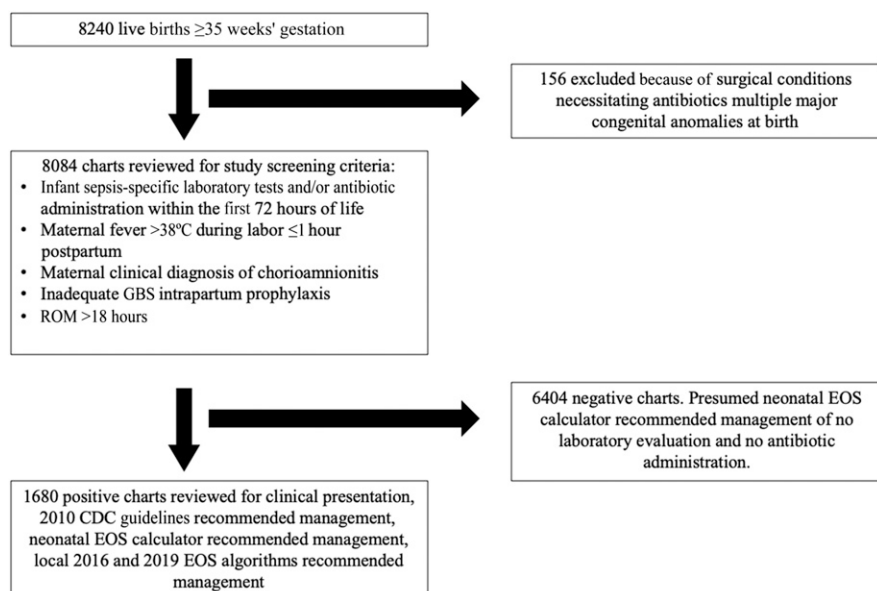 8240 live births ≥35 weeks' gestation
156 excluded because of surgical conditions
necessitating antibiotics multiple major
congenital anomalies at birth
8084 charts reviewed for study screening criteria:
• Infant sepsis-specific laboratory tests and/or antibiotic
administration within the first 72 hours of life
• Maternal fever >38ºC during labor ≤1 hour
postpartum
• Maternal clinical diagnosis of chorioamnionitis
• Inadequate GBS intrapartum prophylaxis
• ROM >18 hours
6404 negative charts. Presumed neonatal EOS
calculator recommended management of no
laboratory evaluation and no antibiotic
administration.
1680 positive charts reviewed for clinical presentation,
2010 CDC guidelines recommended management,
neonatal EOS calculator recommended management,
local 2016 and 2019 EOS algorithms recommended
management